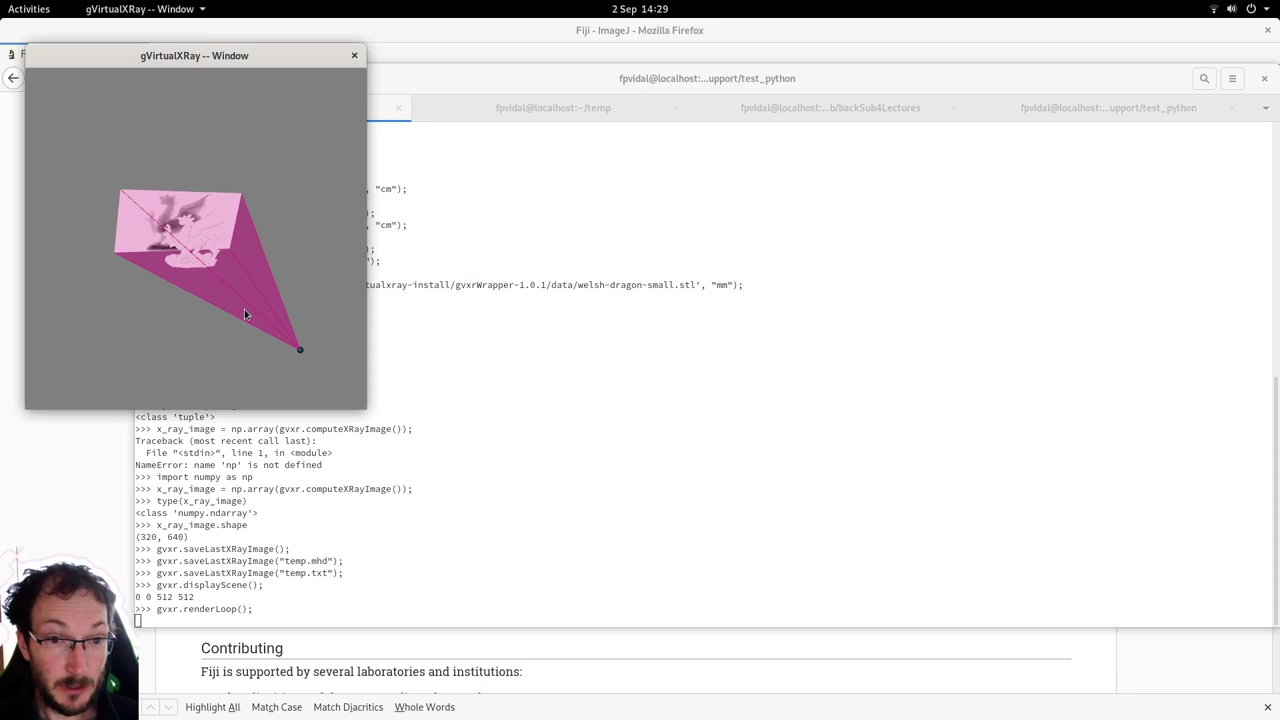 Activities
gVirtualXRay -- Window
2 Sep 14:29
Fiji - ImageJ - Mozilla Firefox
gVirtualXRay -- Window
fpvidal@localhost:...upport/test_python
fpvidal@localhost:~/temp
fpvidal@localhost:...b/backSub4Lectures
fpvidal@localhost:...upport/test_python
, "cm");
);
, "cm");
);
");
tualxray-install/gvxrWrapper-1.0.1/data/welsh-dragon-small.stl', "mm");
<class 'tuple'>
>>> x_ray_image = np.array(gvxr.computeXRayImage());
Traceback (most recent call last):
File "<stdin>", line 1, in <module>
NameError: name 'np' is not defined
>>> import numpy as np
>>> x_ray_image = np.array(gvxr.computeXRayImage());
>>> type(x_ray_image)
<class 'numpy.ndarray'>
>>> x_ray_image.shape
(320, 640)
>>> gvxr.saveLastXRayImage();
>>> gvxr.saveLastXRayImage("temp.mhd");
>>> gvxr.saveLastXRayImage("temp.txt");
>>> gvxr.displayScene();
0 0 512 512
>>> gvxr.renderLoop();
Contributing
Fiji is supported by several laboratories and institutions:
Highlight All
Match Case
Match Diacritics
Whole Words